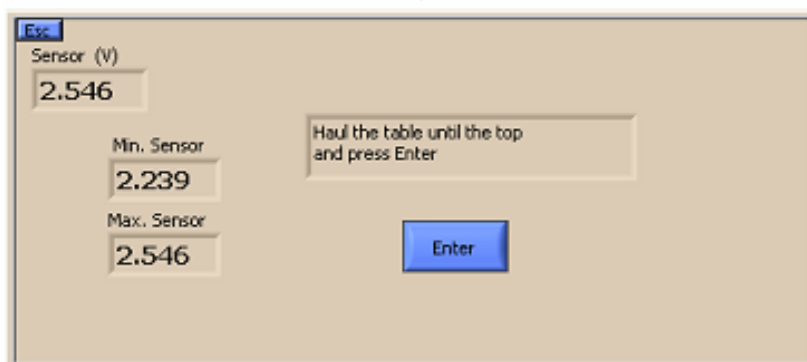 Esc
Sensor (V)
2.546
Min. Sensor
2.239
Max. Sensor
2.546
Haul the table until the top
and press Enter
Enter